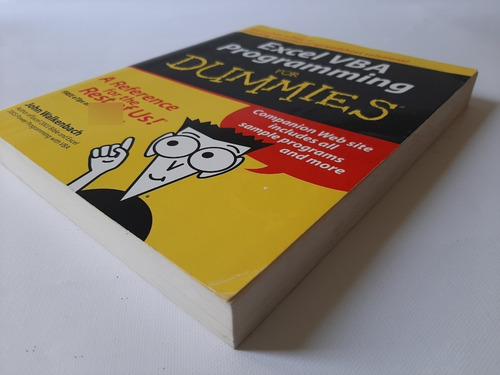 Excel VBA
Programming
FOR
DUMMIES
A Reference
for the
Rest of Us!
John Walkenbach
Companion Web site
includes all
sample programs
and more